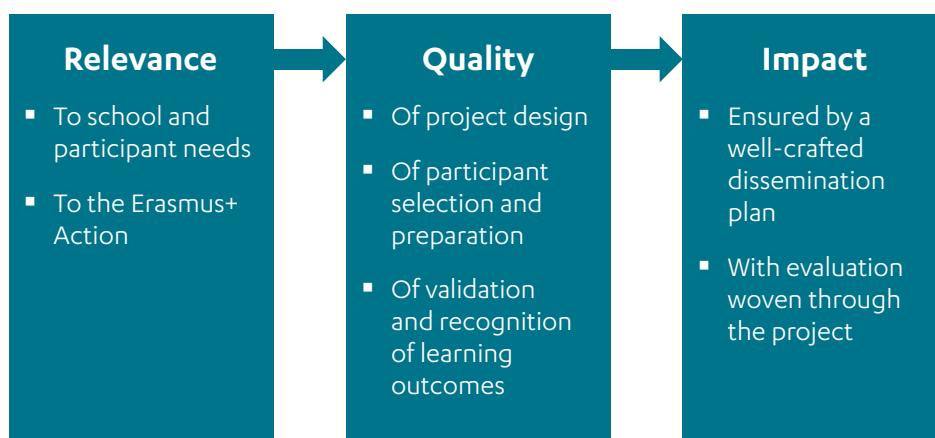 Relevance
▪ To school and
participant needs
▪ To the Erasmus+
Action
Quality
▪ Of project design
▪ Of participant
selection and
preparation
▪ Of validation
and recognition
of learning
outcomes
Impact
▪ Ensured by a
well-crafted
dissemination
plan
▪ With evaluation
woven through
the project